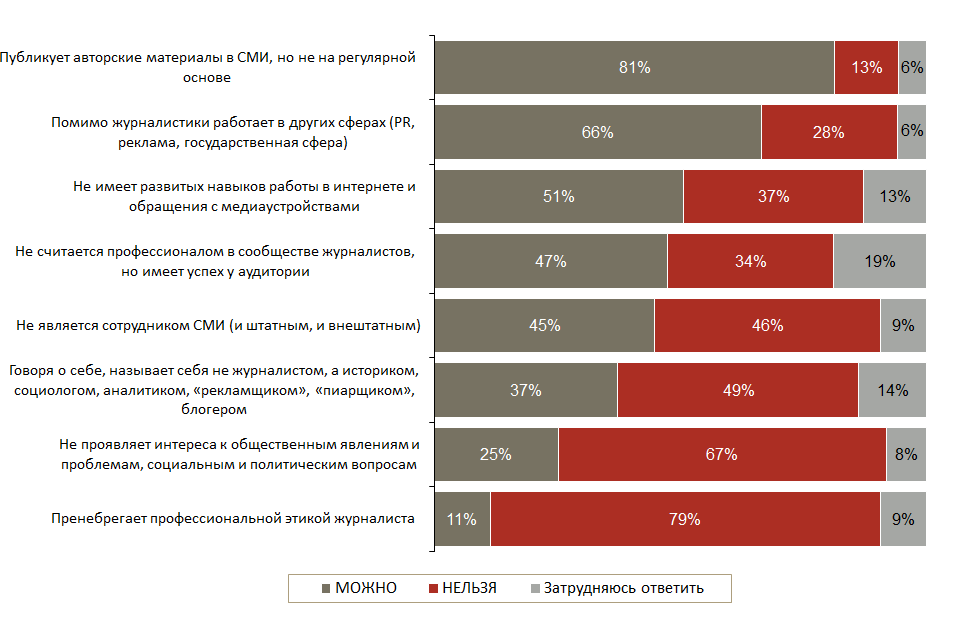 Публикует авторские материалы в СМИ, но не на регулярной
основе
81%
13%
6%
Помимо журналистики работает в других сферах (PR,
реклама, государственная сфера)
66%
28%
6%
Не имеет развитых навыков работы в интернете и
обращения с медиаустройствами
51%
37%
13%
Не считается профессионалом в сообществе журналистов,
но имеет успех у аудитории
47%
34%
19%
Не является сотрудником СМИ (и штатным, и внештатным)
45%
46%
9%
Говоря о себе, называет себя не журналистом, а историком,
социологом, аналитиком, «рекламщиком», «пиарщиком»,
блогером
37%
49%
14%
Не проявляет интереса к общественным явлениям и
проблемам, социальным и политическим вопросам
25%
67%
8%
Пренебрегает профессиональной этикой журналиста
11%
79%
9%
МОЖНО
НЕЛЬЗЯ
Затрудняюсь ответить